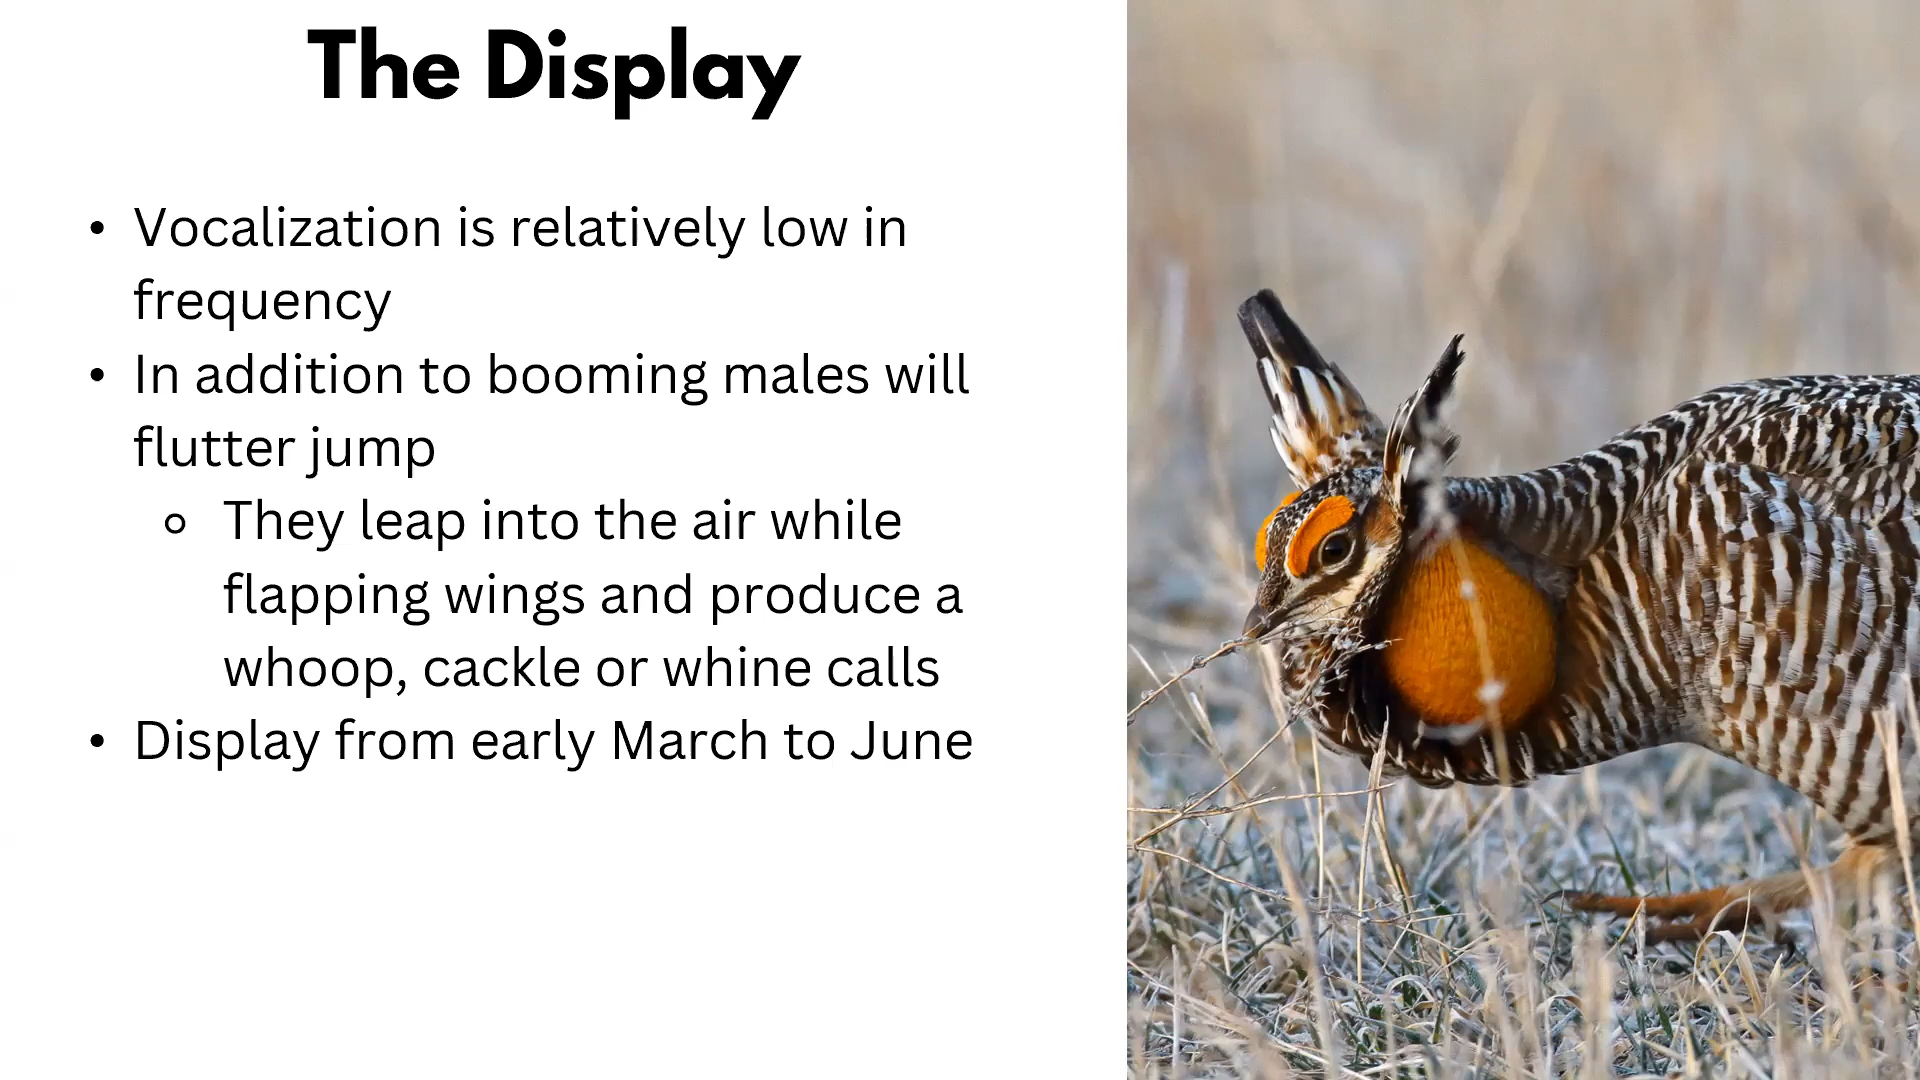 The Display
• Vocalization is relatively low in
frequency
• In addition to booming males will
flutter jump
◦ They leap into the air while
flapping wings and produce a
whoop, cackle or whine calls
• Display from early March to June